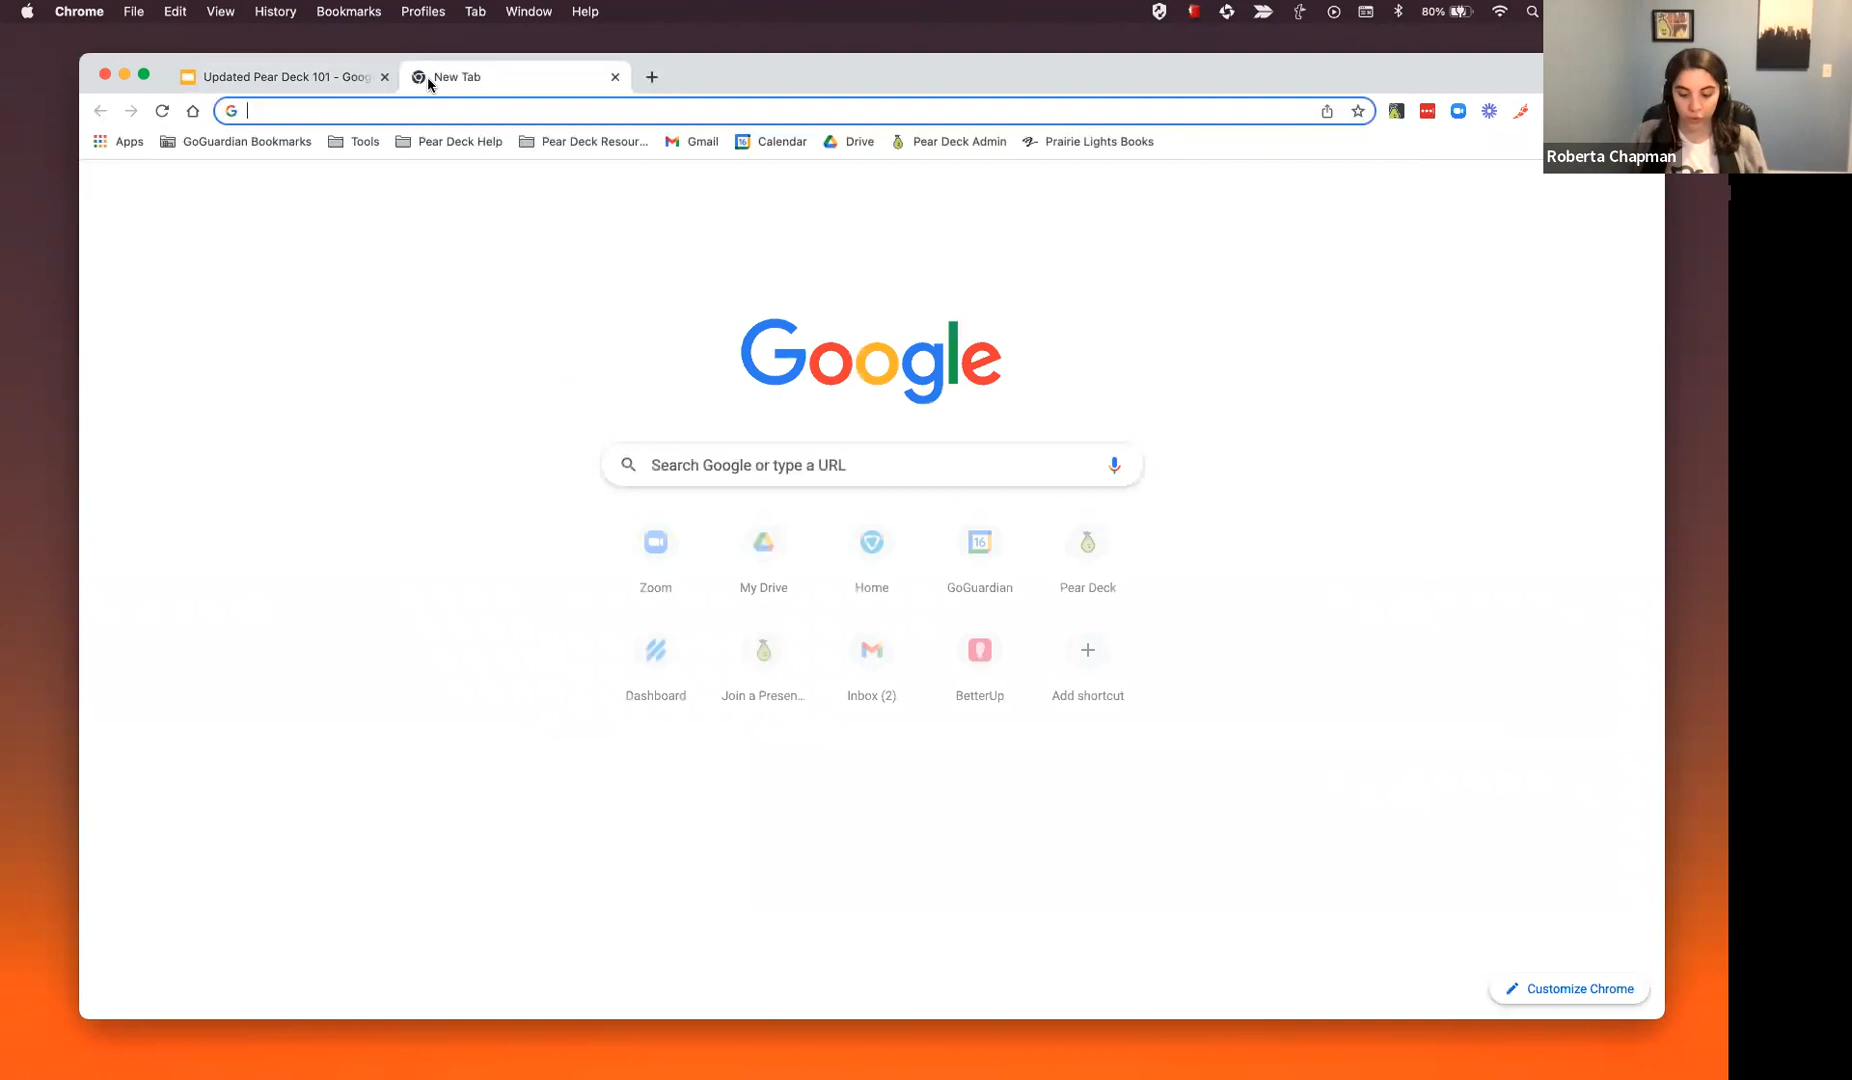 Chrome File Edit View History Bookmarks Profiles Tab Window Help 80%
Updated Pear Deck 101 - Goog New Tab
Apps GoGuardian Bookmarks Tools Pear Deck Help Pear Deck Resour... Gmail Calendar Drive Pear Deck Admin Prairie Lights Books
Roberta Chapman
Google
Search Google or type a URL
16
Zoom My Drive Home GoGuardian Pear Deck
Dashboard Join a Presen... Inbox (2) BetterUp Add shortcut
Customize Chrome